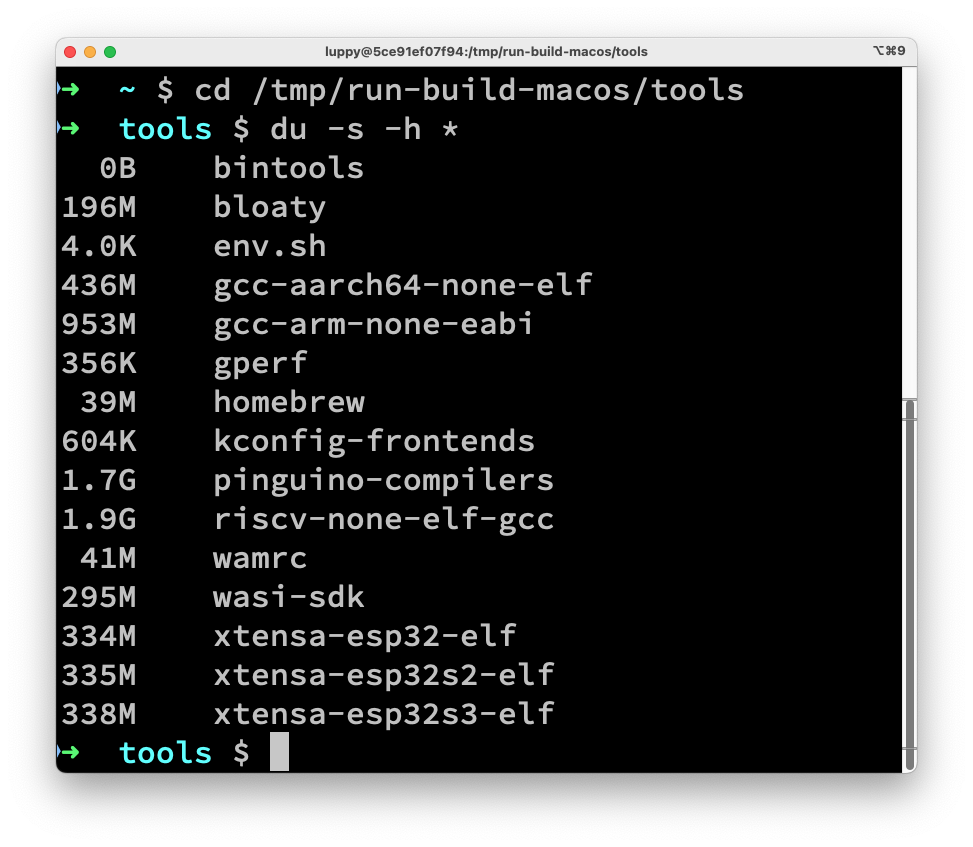 luppy@5ce91ef07f94:/tmp/run-build-macos/tools ⌥⌘9
➜ ~ $ cd /tmp/run-build-macos/tools
➜ tools $ du -s -h *
0B bintools
196M bloaty
4.0K env.sh
436M gcc-aarch64-none-elf
953M gcc-arm-none-eabi
356K gperf
39M homebrew
604K kconfig-frontends
1.7G pinguino-compilers
1.9G riscv-none-elf-gcc
41M wamrc
295M wasi-sdk
334M xtensa-esp32-elf
335M xtensa-esp32s2-elf
338M xtensa-esp32s3-elf
➜ tools $